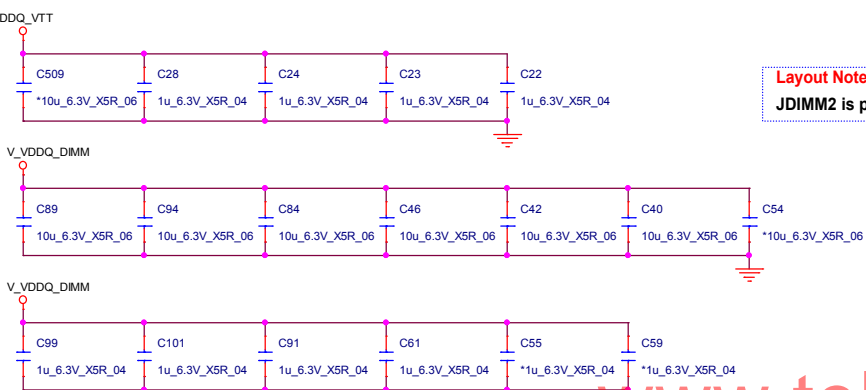 DDQ_VTT
C509 C28 C24 C23 C22
*10u_6.3V_X5R_06 1u_6.3V_X5R_04 1u_6.3V_X5R_04 1u_6.3V_X5R_04 1u_6.3V_X5R_04
Layout Note
JDIMM2 is p
V_VDDQ_DIMM
C89 C94 C84 C46 C42 C40 C54
10u_6.3V_X5R_06 10u_6.3V_X5R_06 10u_6.3V_X5R_06 10u_6.3V_X5R_06 10u_6.3V_X5R_06 10u_6.3V_X5R_06 *10u_6.3V_X5R_06
V_VDDQ_DIMM
C99 C101 C91 C61 C55 C59
1u_6.3V_X5R_04 1u_6.3V_X5R_04 1u_6.3V_X5R_04 1u_6.3V_X5R_04 *1u_6.3V_X5R_04 *1u_6.3V_X5R_04